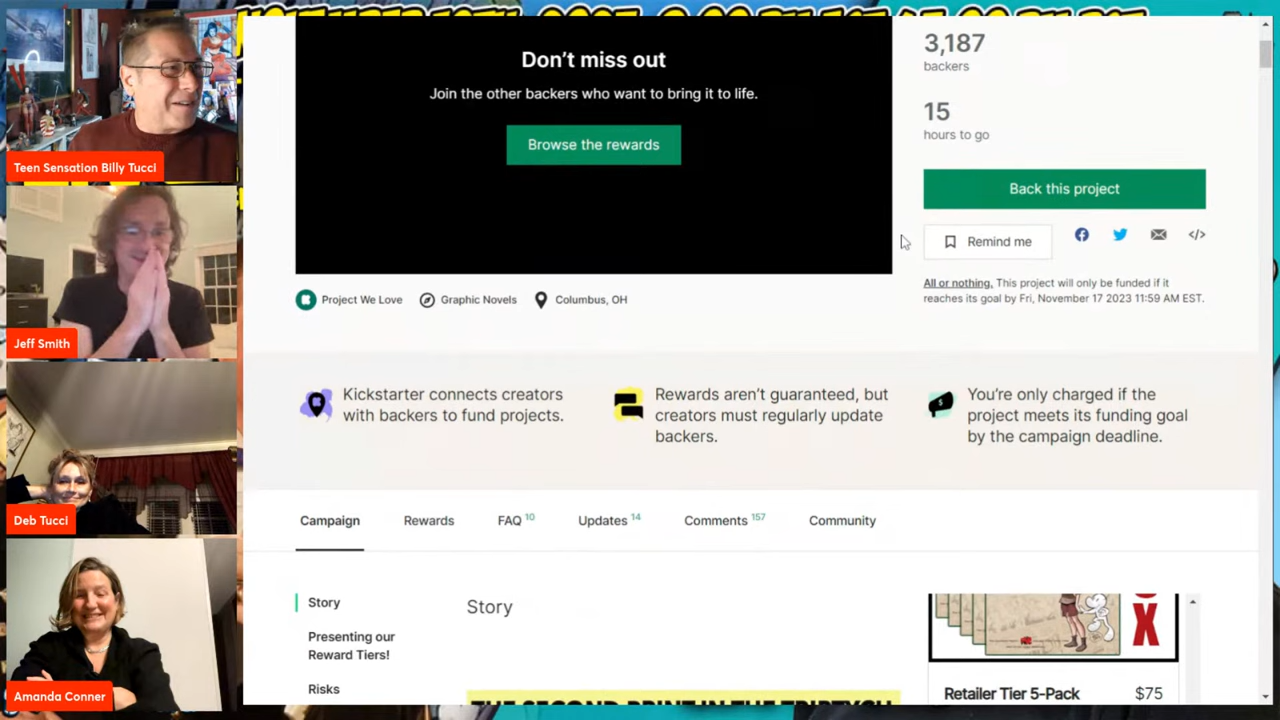 Don't miss out
Join the other backers who want to bring it to life.
Browse the rewards
3,187
backers
15
hours to go
Back this project
Remind me
All or nothing. This project will only be funded if it
reaches its goal by Fri, November 17 2023 11:59 AM EST.
Project We Love
Graphic Novels
Columbus, OH
Kickstarter connects creators
with backers to fund projects.
Rewards aren't guaranteed, but
creators must regularly update
backers.
You're only charged if the
project meets its funding goal
by the campaign deadline.
Campaign
Rewards
FAQ 10
Updates 14
Comments 157
Community
Story
Presenting our
Reward Tiers!
Risks
Story
X
Retailer Tier 5-Pack
$75
Teen Sensation Billy Tucci
Jeff Smith
Deb Tucci
Amanda Conner